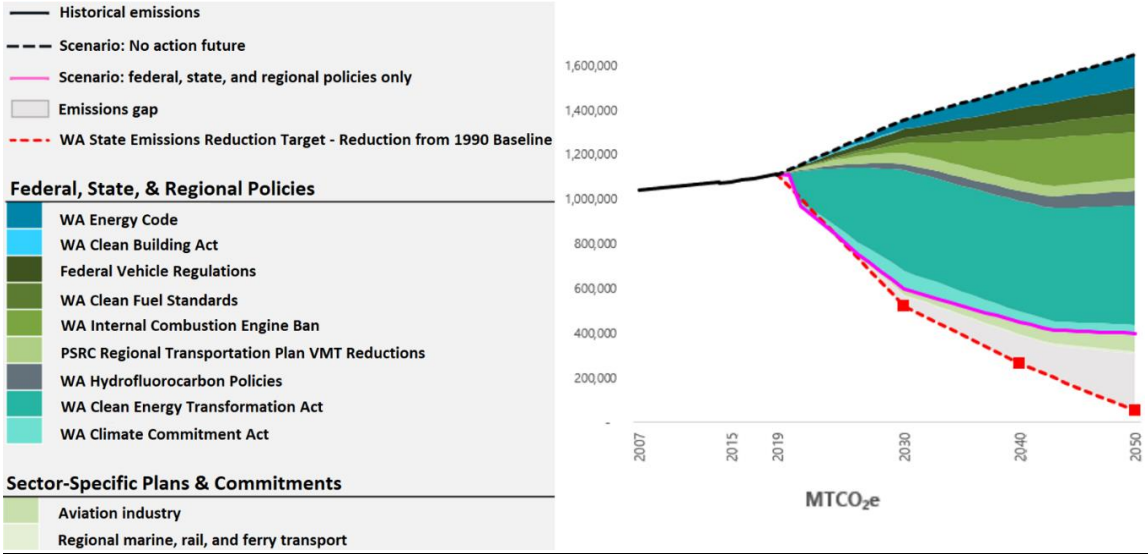 Historical emissions
Scenario: No action future
Scenario: federal, state, and regional policies only
Emissions gap
WA State Emissions Reduction Target - Reduction from 1990 Baseline
Federal, State, & Regional Policies
WA Energy Code
WA Clean Building Act
Federal Vehicle Regulations
WA Clean Fuel Standards
WA Internal Combustion Engine Ban
PSRC Regional Transportation Plan VMT Reductions
WA Hydrofluorocarbon Policies
WA Clean Energy Transformation Act
WA Climate Commitment Act
Sector-Specific Plans & Commitments
Aviation industry
Regional marine, rail, and ferry transport
1,600,000
1,400,000
1,200,000
1,000,000
800,000
600,000
400,000
200,000
-
2007
2015
2019
2030
2040
2050
MTCO₂e